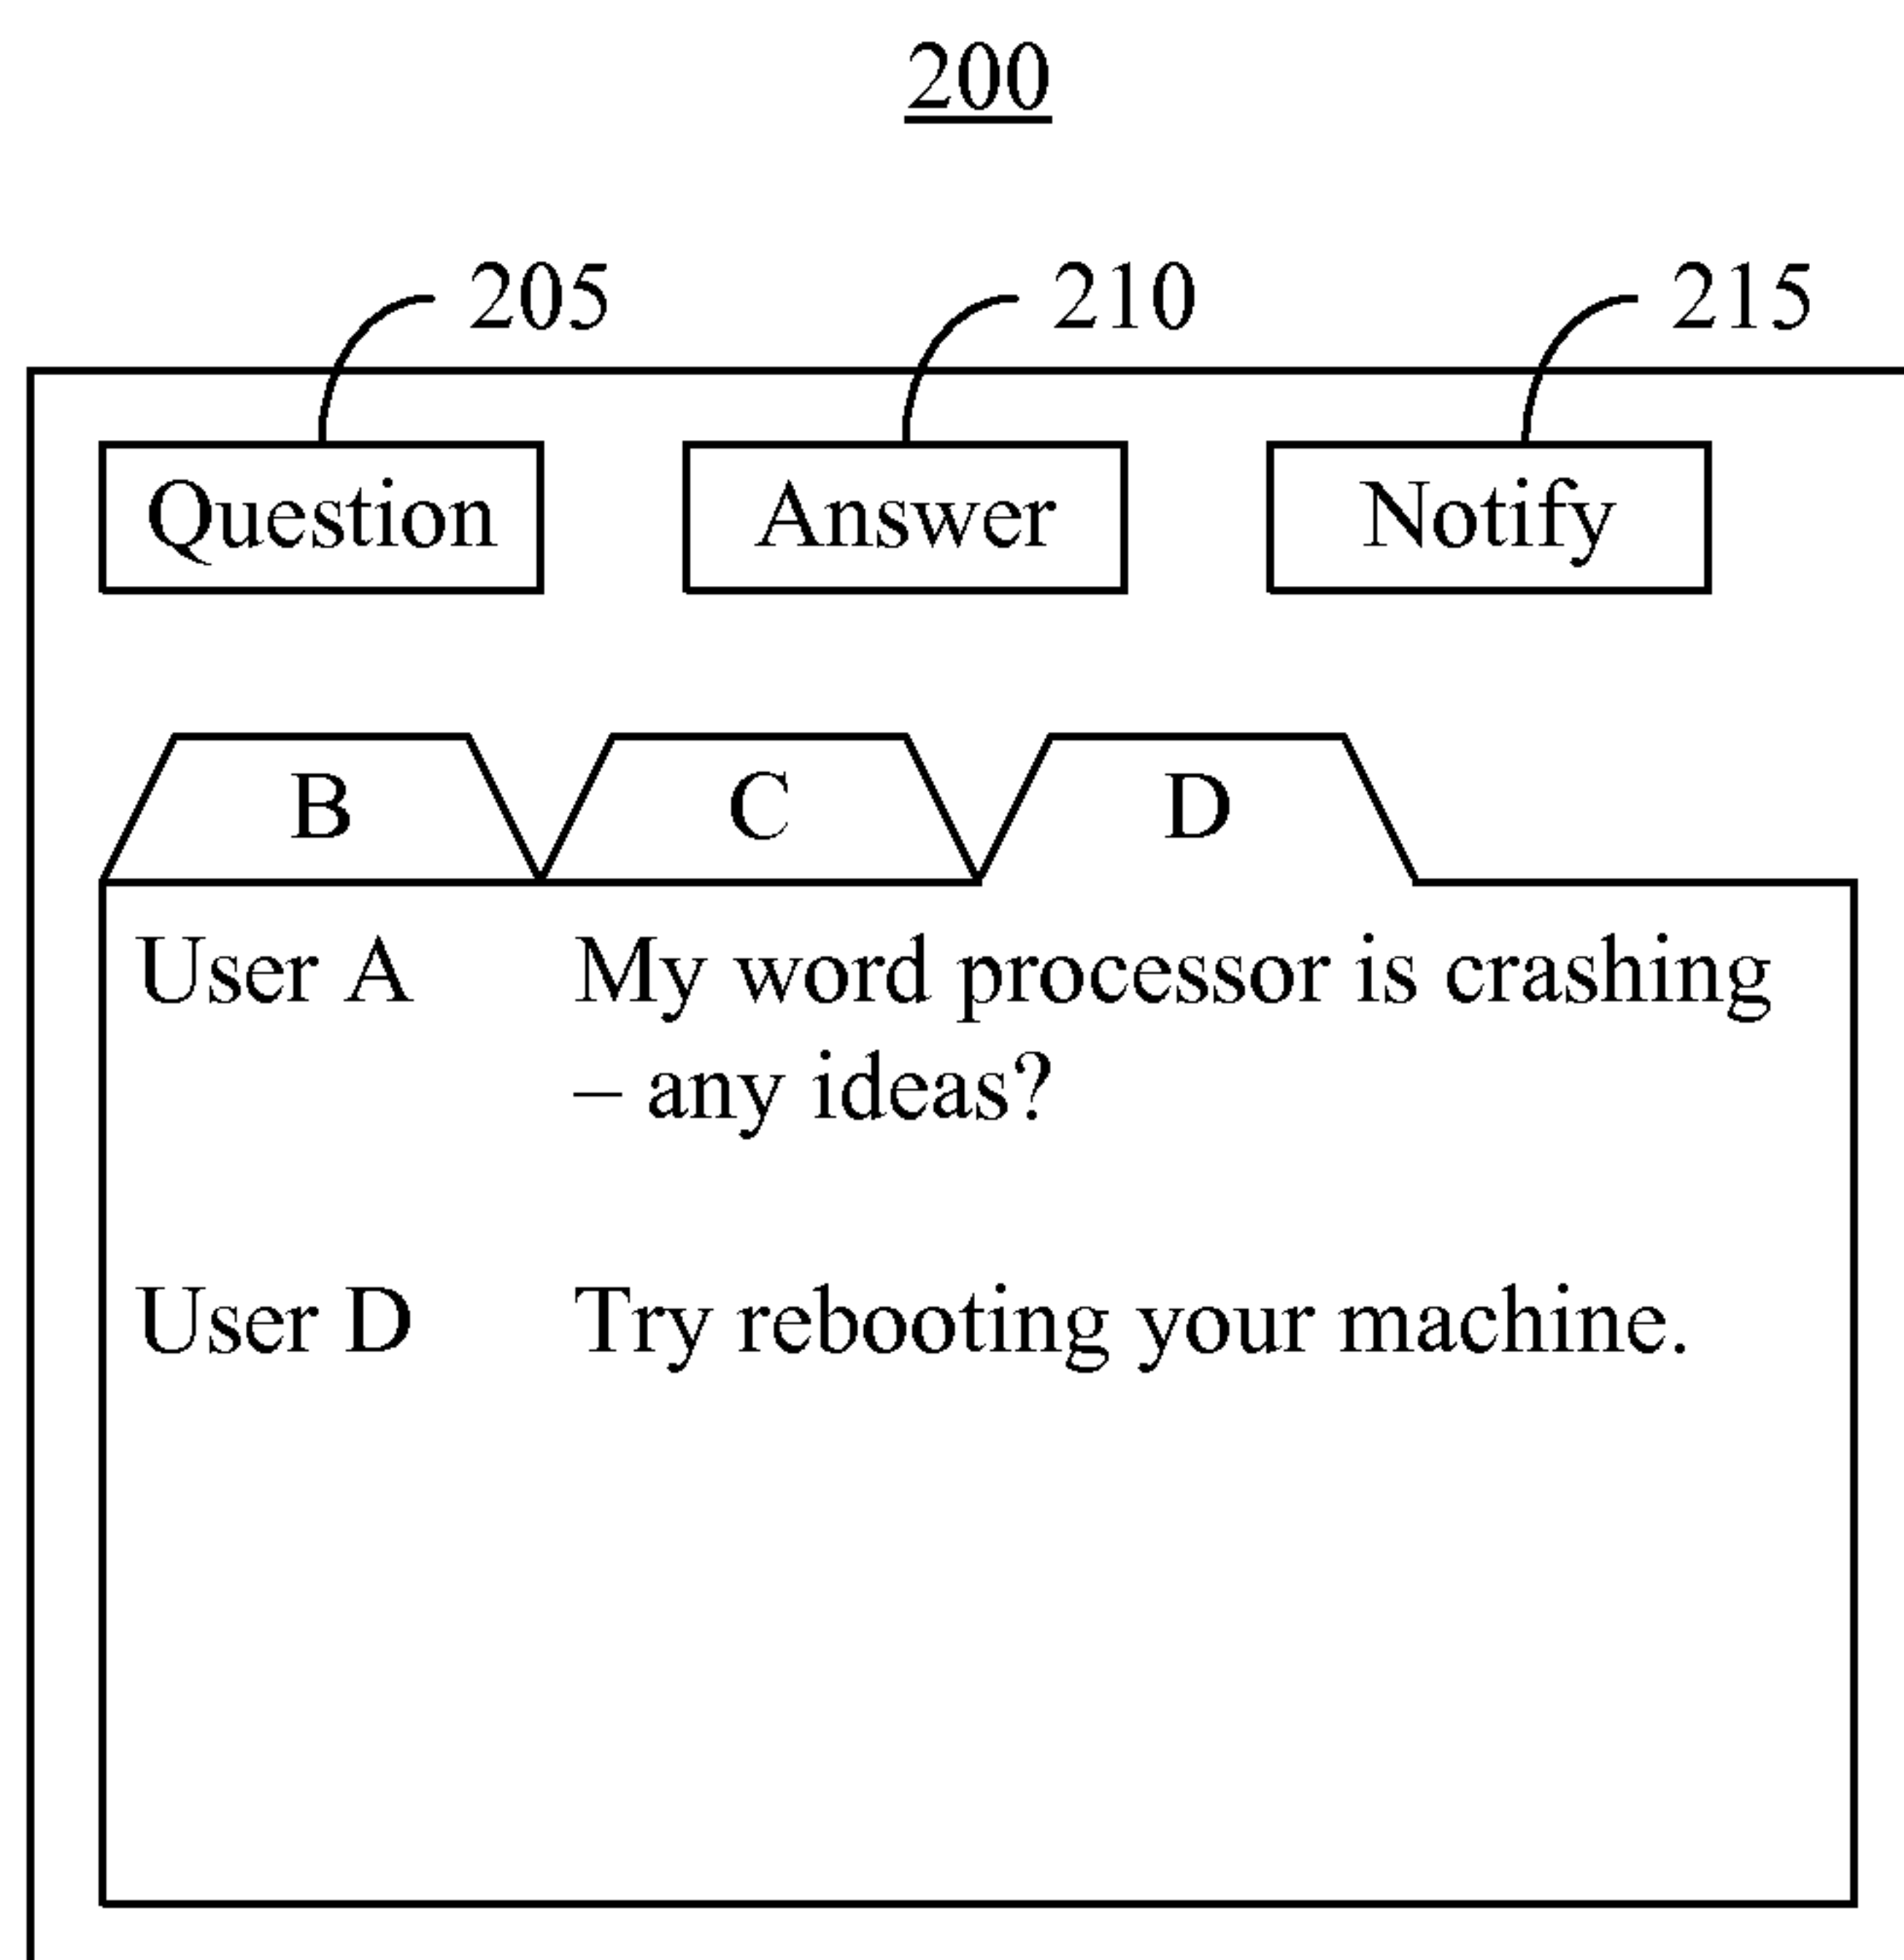 200
205 210 215
Question Answer Notify
B C D
User A My word processor is crashing
– any ideas?
User D Try rebooting your machine.